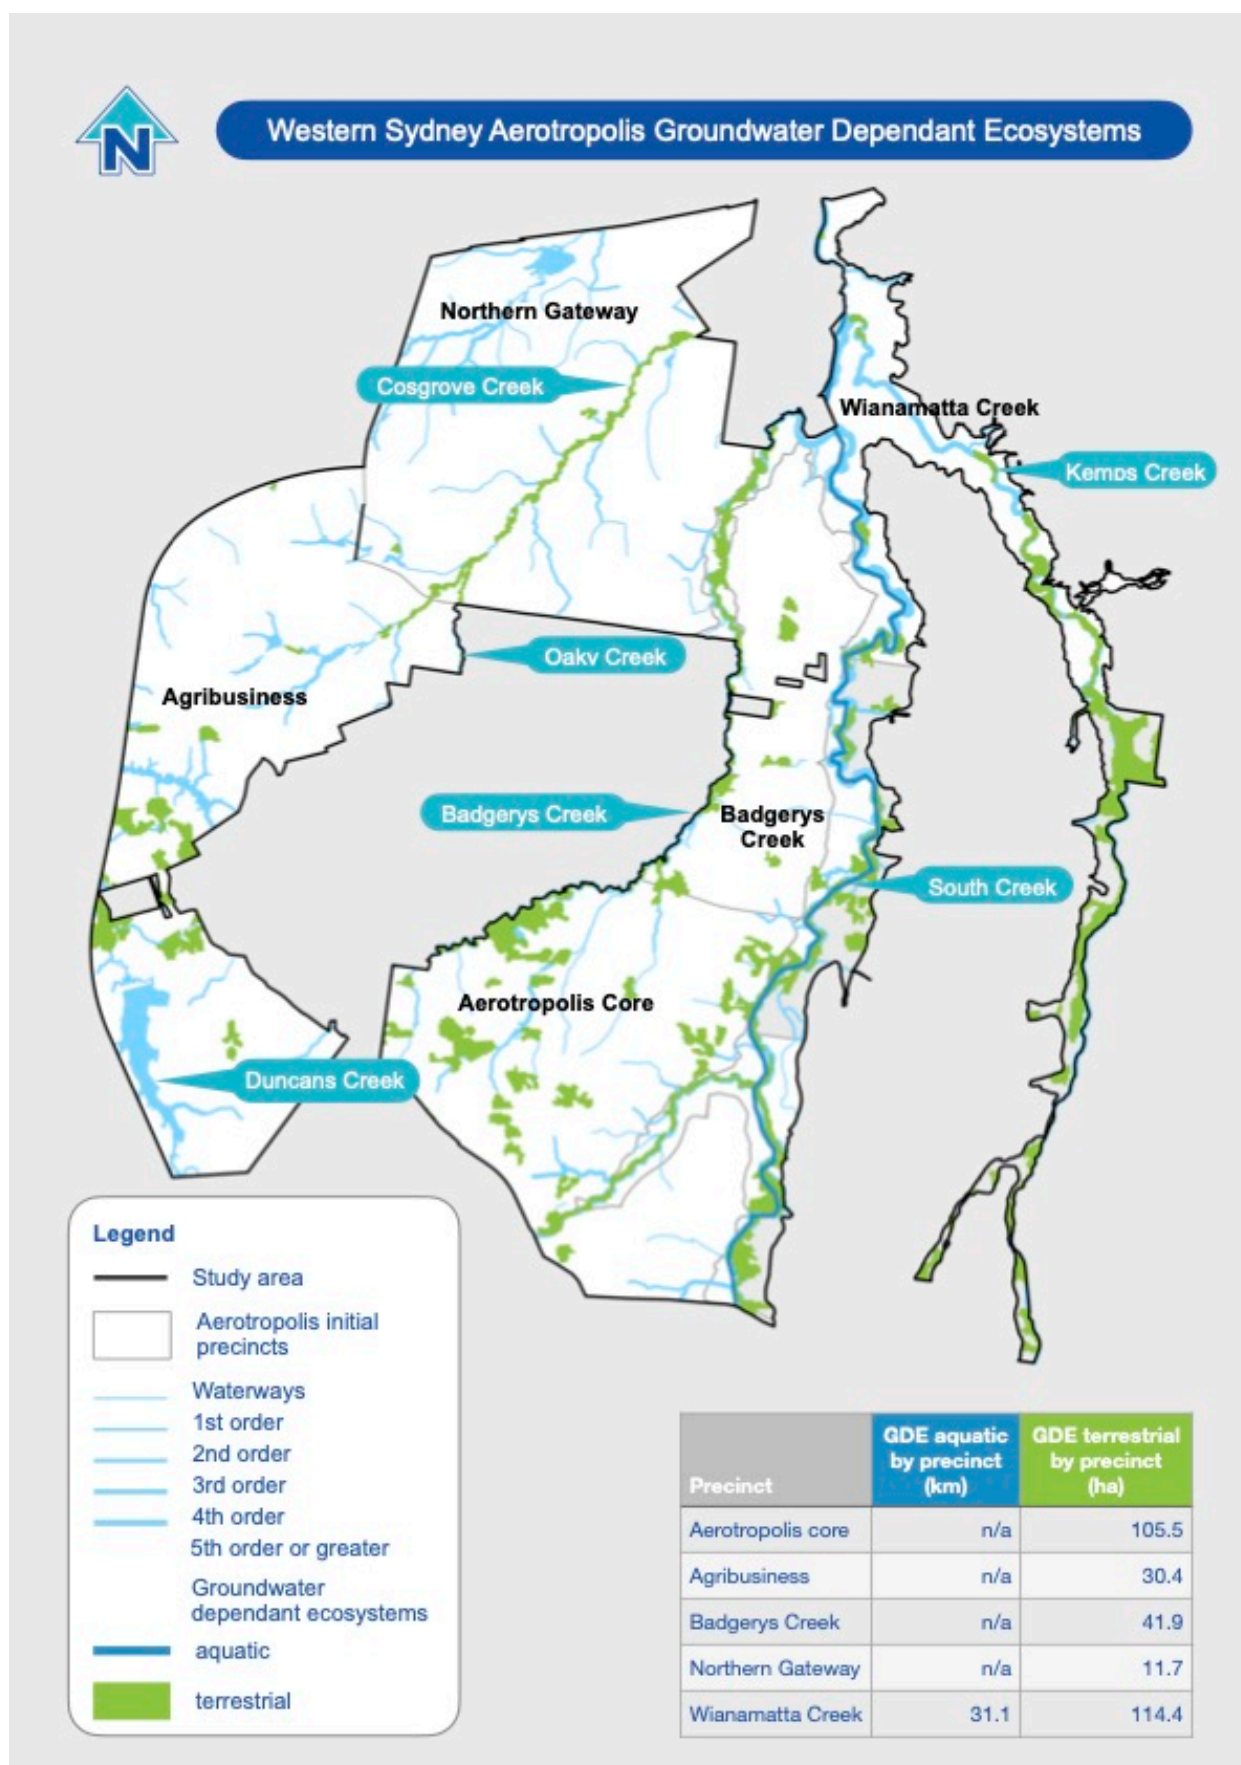 N
Western Sydney Aerotropolis Groundwater Dependant Ecosystems
Northern Gateway
Cosgrove Creek
Wianamatta Creek
Kemps Creek
Oaky Creek
Agribusiness
Badgerys Creek
Badgerys
Creek
South Creek
Aerotropolis Core
Duncans Creek
Legend
Study area
Aerotropolis initial
precincts
Waterways
1st order
2nd order
3rd order
4th order
5th order or greater
Groundwater
dependant ecosystems
aquatic
terrestrial
Precinct GDE aquatic by precinct (km) GDE terrestrial by precinct (ha)
Aerotropolis core n/a 105.5
Agribusiness n/a 30.4
Badgerys Creek n/a 41.9
Northern Gateway n/a 11.7
Wianamatta Creek 31.1 114.4